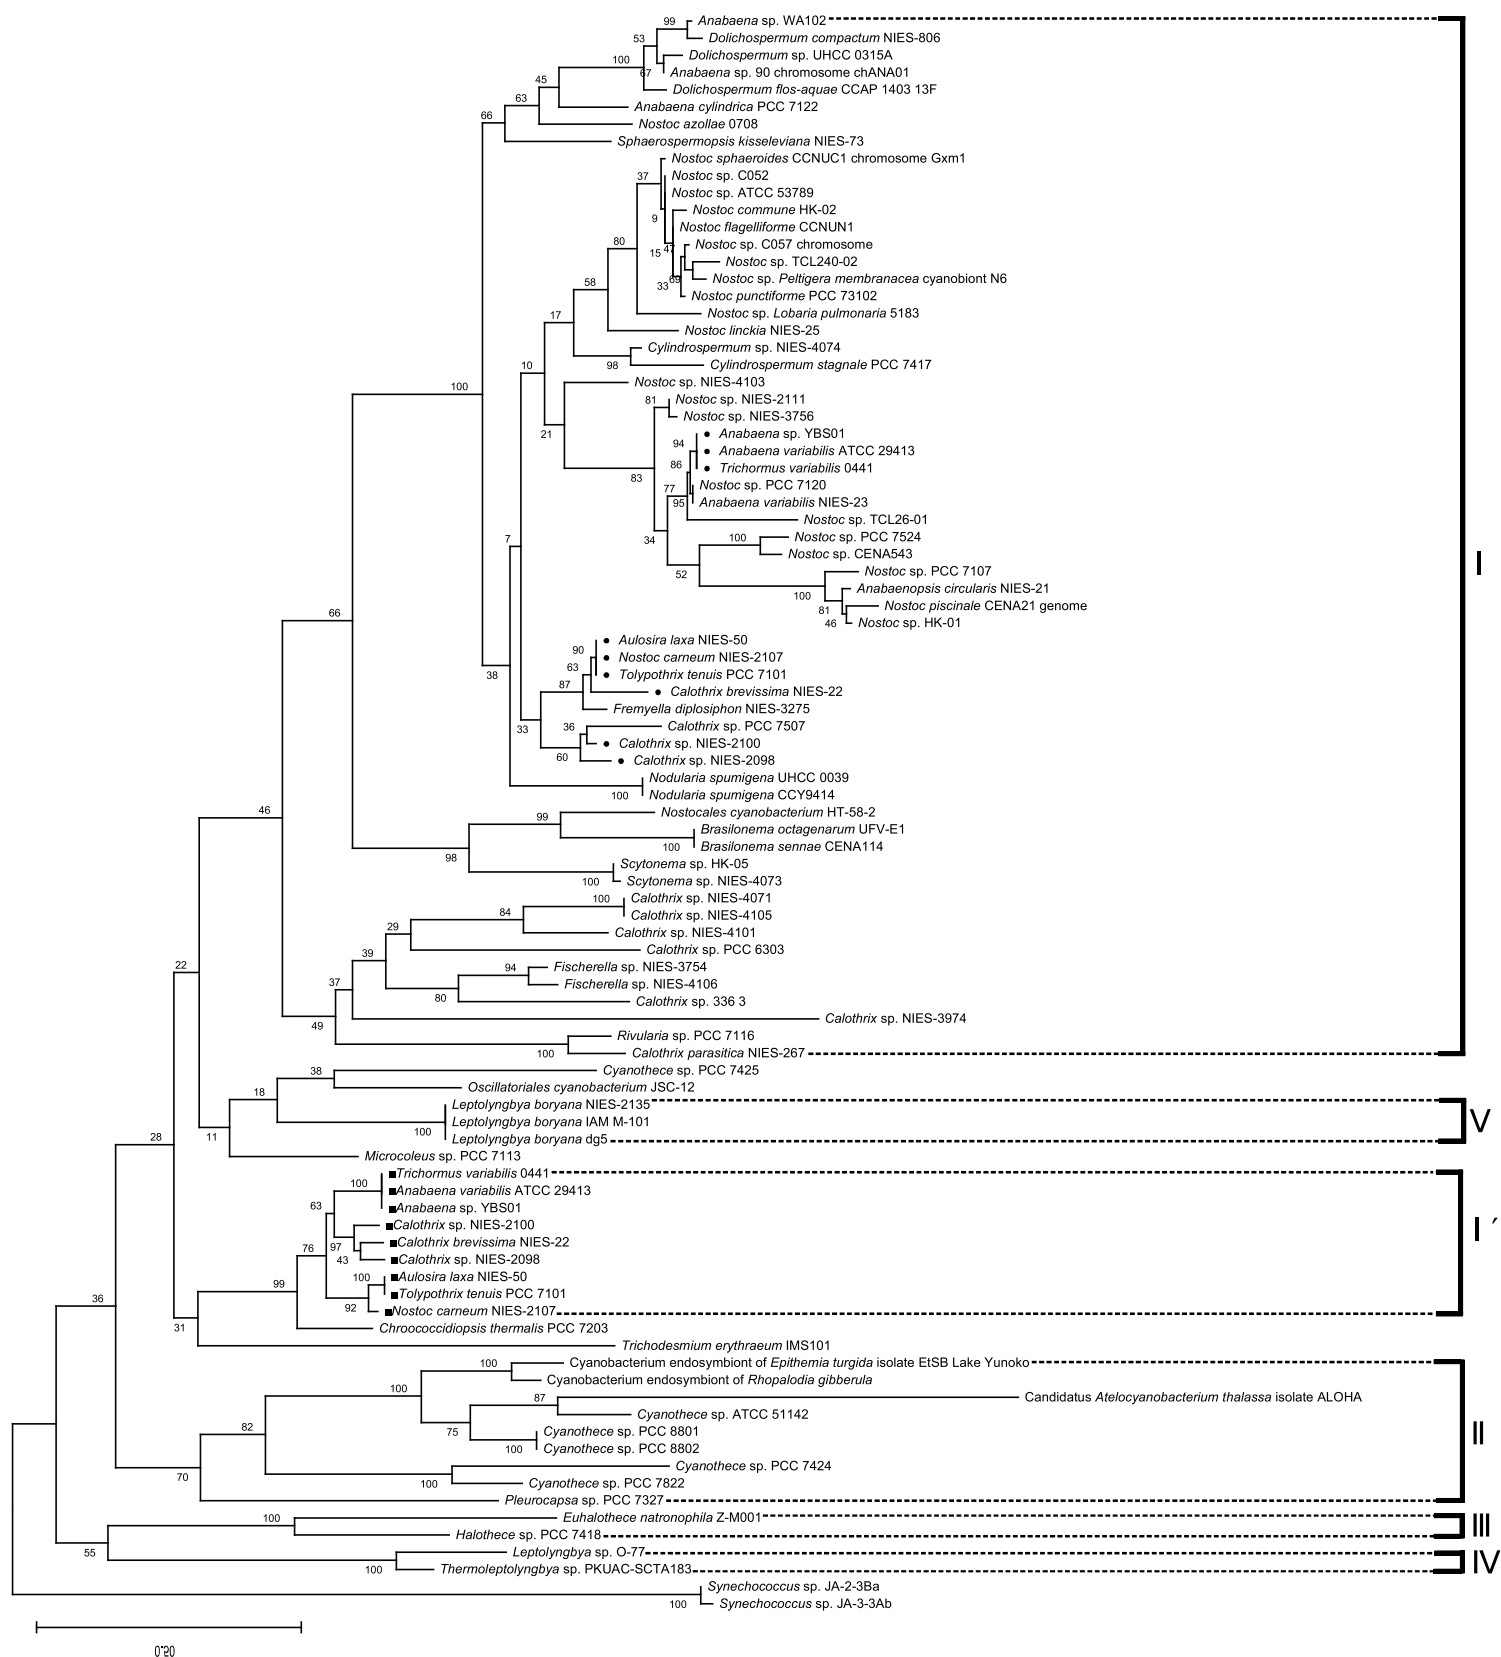 99 Anabaena sp. WA102
53 Dolichospermum compactum NIES-806
Dolichospermum sp. UHCC 0315A
100 67 Anabaena sp. 90 chromosome chANA01
45 Dolichospermum flos-aquae CCAP 1403 13F
63 Anabaena cylindrica PCC 7122
66 Nostoc azollae 0708
Sphaerospermopsis kisseleviana NIES-73
Nostoc sphaeroides CCNUC1 chromosome Gxm1
37 Nostoc sp. C052
Nostoc sp. ATCC 53789
9 Nostoc commune HK-02
Nostoc flagelliforme CCNUN1
80 15 47 Nostoc sp. C057 chromosome
Nostoc sp. TCL240-02
58 33 69 Nostoc sp. Peltigera membranacea cyanobiont N6
Nostoc punctiforme PCC 73102
17 Nostoc sp. Lobaria pulmonaria 5183
Nostoc linckia NIES-25
Cylindrospermum sp. NIES-4074
10 98 Cylindrospermum stagnale PCC 7417
100 Nostoc sp. NIES-4103
81 Nostoc sp. NIES-2111
Nostoc sp. NIES-3756
21 Anabaena sp. YBS01
94 Anabaena variabilis ATCC 29413
86 Trichormus variabilis 0441
83 77 Nostoc sp. PCC 7120
95 Anabaena variabilis NIES-23
Nostoc sp. TCL26-01
7 34 100 Nostoc sp. PCC 7524
Nostoc sp. CENA543
I
52 Nostoc sp. PCC 7107
100 Anabaenopsis circularis NIES-21
66 81 Nostoc piscinale CENA21 genome
46 Nostoc sp. HK-01
Aulosira laxa NIES-50
90 Nostoc carneum NIES-2107
38 63 Tolypothrix tenuis PCC 7101
87 Calothrix brevissima NIES-22
Fremyella diplosiphon NIES-3275
33 36 Calothrix sp. PCC 7507
Calothrix sp. NIES-2100
60 Calothrix sp. NIES-2098
Nodularia spumigena UHCC 0039
100 Nodularia spumigena CCY9414
46 99 Nostocales cyanobacterium HT-58-2
Brasilonema octagenarum UFV-E1
98 100 Brasilonema sennae CENA114
Scytonema sp. HK-05
100 Scytonema sp. NIES-4073
100 Calothrix sp. NIES-4071
84 Calothrix sp. NIES-4105
29 Calothrix sp. NIES-4101
39 Calothrix sp. PCC 6303
22 94 Fischerella sp. NIES-3754
37 Fischerella sp. NIES-4106
80 Calothrix sp. 336 3
49 Calothrix sp. NIES-3974
Rivularia sp. PCC 7116
100 Calothrix parasitica NIES-267
38 Cyanothece sp. PCC 7425
18 Oscillatoriales cyanobacterium JSC-12
Leptolyngbya boryana NIES-2135
Leptolyngbya boryana IAM M-101 V
28 11 100 Leptolyngbya boryana dg5
Microcoleus sp. PCC 7113
Trichormus variabilis 0441
100 Anabaena variabilis ATCC 29413
63 Anabaena sp. YBS01
Calothrix sp. NIES-2100 I ′
76 97 Calothrix brevissima NIES-22
43 Calothrix sp. NIES-2098
99 100 Aulosira laxa NIES-50
Tolypothrix tenuis PCC 7101
36 92 Nostoc carneum NIES-2107
31 Chroococcidiopsis thermalis PCC 7203
Trichodesmium erythraeum IMS101
100 Cyanobacterium endosymbiont of Epithemia turgida isolate EtSB Lake Yunoko
100 Cyanobacterium endosymbiont of Rhopalodia gibberula
87 Candidatus Atelocyanobacterium thalassa isolate ALOHA
82 Cyanothece sp. ATCC 51142
75 Cyanothece sp. PCC 8801 II
100 Cyanothece sp. PCC 8802
70 Cyanothece sp. PCC 7424
100 Cyanothece sp. PCC 7822
Pleurocapsa sp. PCC 7327
100 Euhalothece natronophila Z-M001 III
Halothece sp. PCC 7418
55 Leptolyngbya sp. O-77 IV
100 Thermoleptolyngbya sp. PKUAC-SCTA183
Synechococcus sp. JA-2-3Ba
100 Synechococcus sp. JA-3-3Ab
0.50